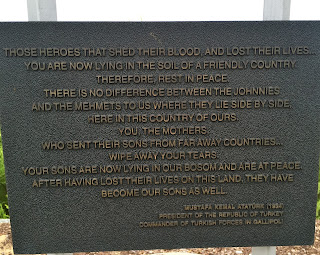 THOSE HEROES THAT SHED THEIR BLOOD, AND LOST THEIR LIVES...
YOU ARE NOW LYING IN THE SOIL OF A FRIENDLY COUNTRY
THEREFORE, REST IN PEACE.
THERE IS NO DIFFERENCE BETWEEN THE JOHNNIES
AND THE MEHMETS TO US WHERE THEY LIE SIDE BY SIDE,
HERE IN THIS COUNTRY OF OURS.
YOU, THE MOTHERS,
WHO SENT THEIR SONS FROM FAR AWAY COUNTRIES...
WIPE AWAY YOUR TEARS.
YOUR SONS ARE NOW LYING IN OUR BOSOM AND ARE AT PEACE.
AFTER HAVING LOST THEIR LIVES ON THIS LAND, THEY HAVE
BECOME OUR SONS AS WELL.
MUSTAFA KEMAL ATATÜRK (1934)
PRESIDENT OF THE REPUBLIC OF TURKEY
COMMANDER OF TURKISH FORCES IN GALLIPOLI